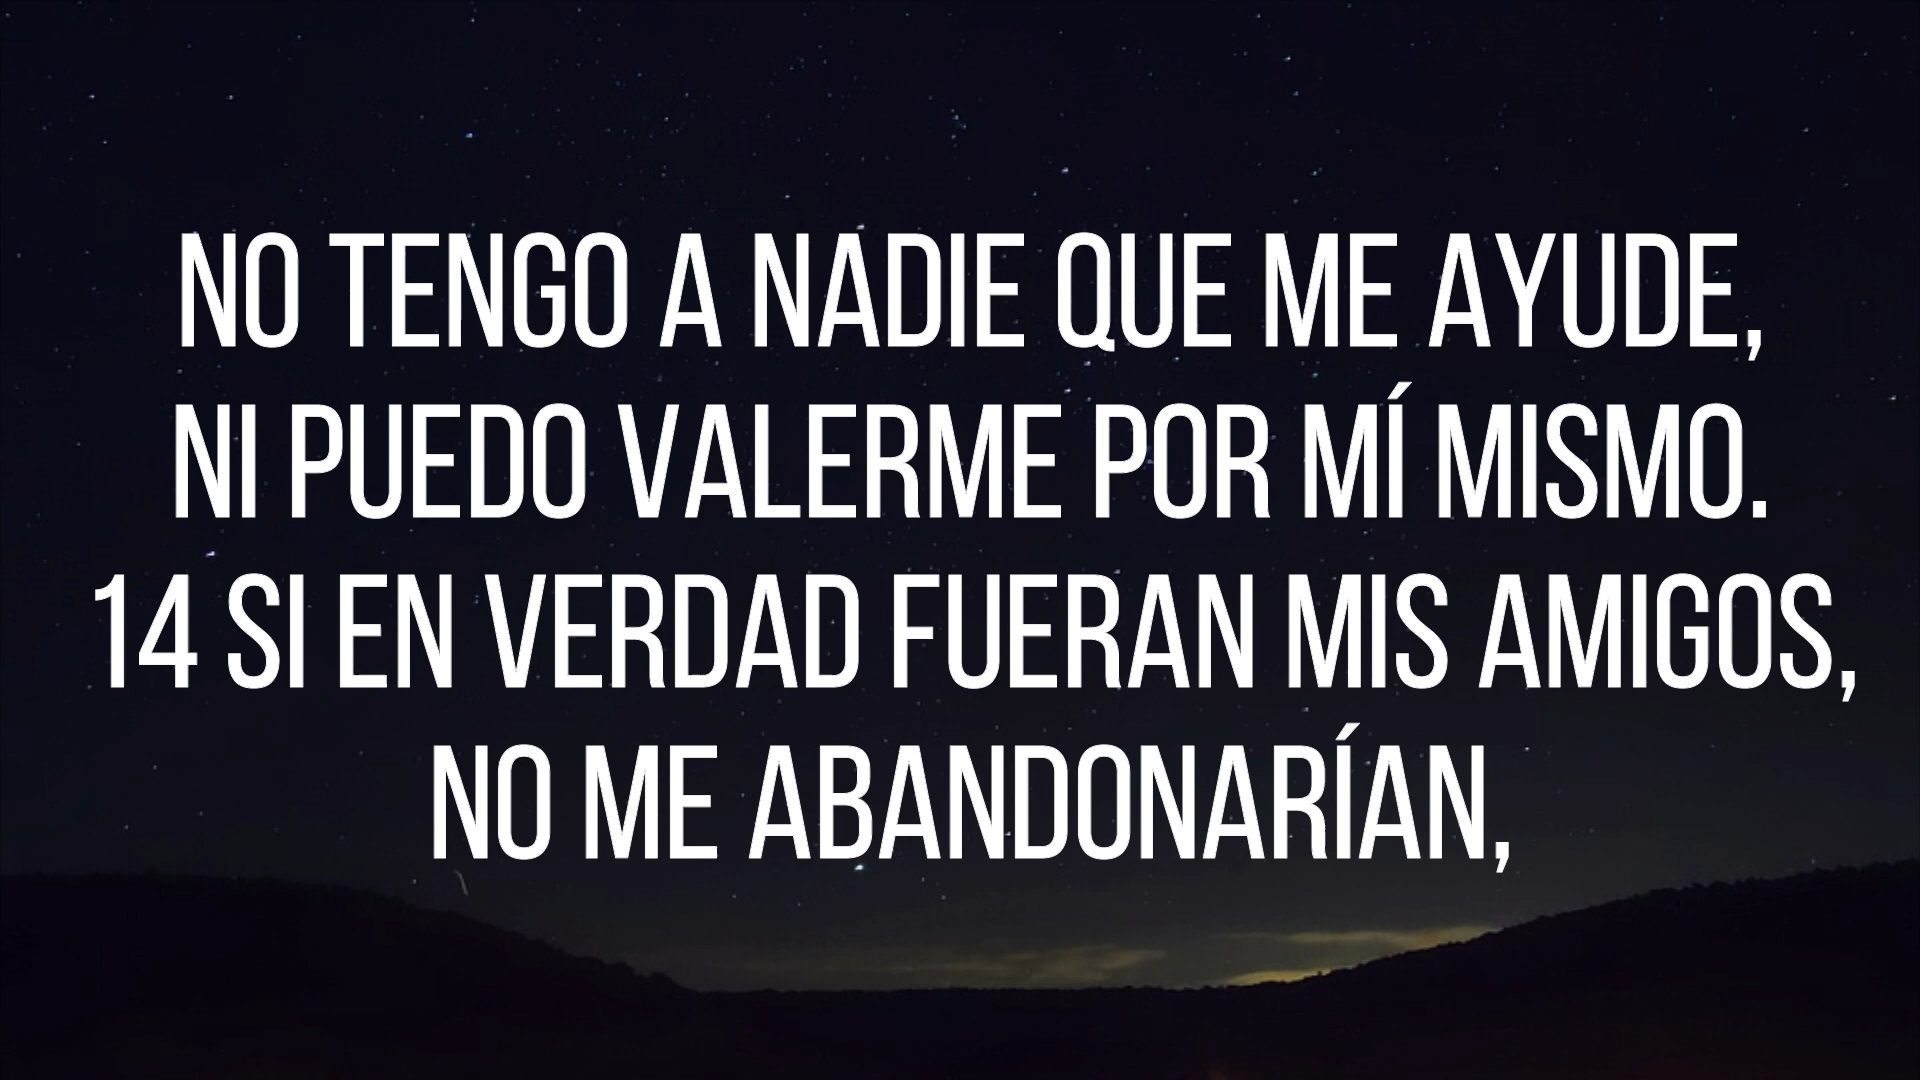 NO TENGO A NADIE QUE ME AYUDE,
NI PUEDO VALERME POR MÍ MISMO.
14 SI EN VERDAD FUERAN MIS AMIGOS,
NO ME ABANDONARÍAN,